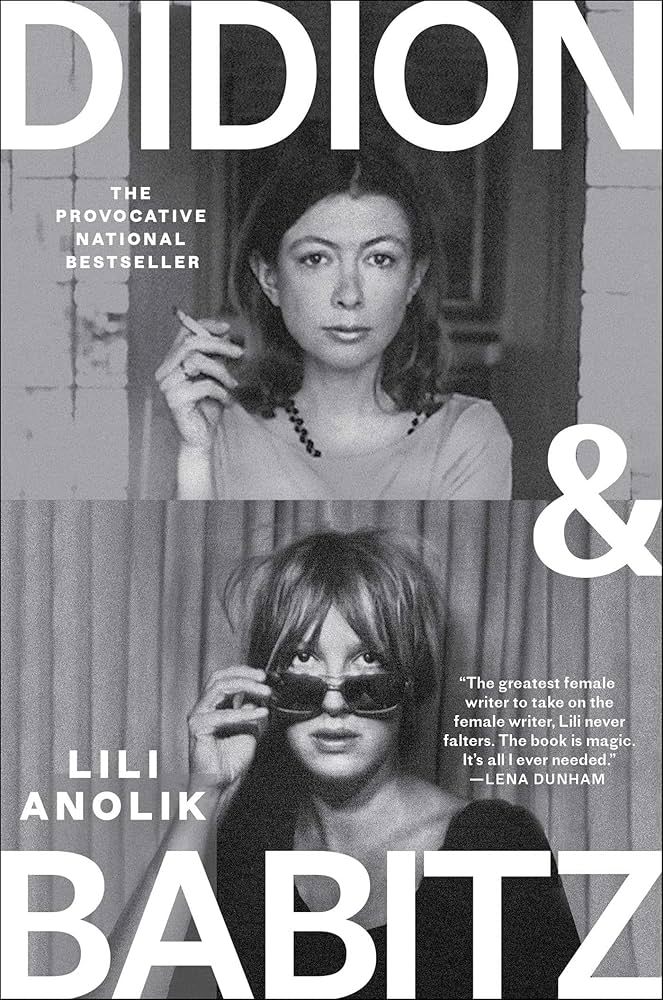 DIDION
THE
PROVOCATIVE
NATIONAL
BESTSELLER
&
“The greatest female
writer to take on the
female writer, Lili never
falters. The book is magic.
It’s all I ever needed.”
—LENA DUNHAM
LILI
ANOLIK
BABITZ